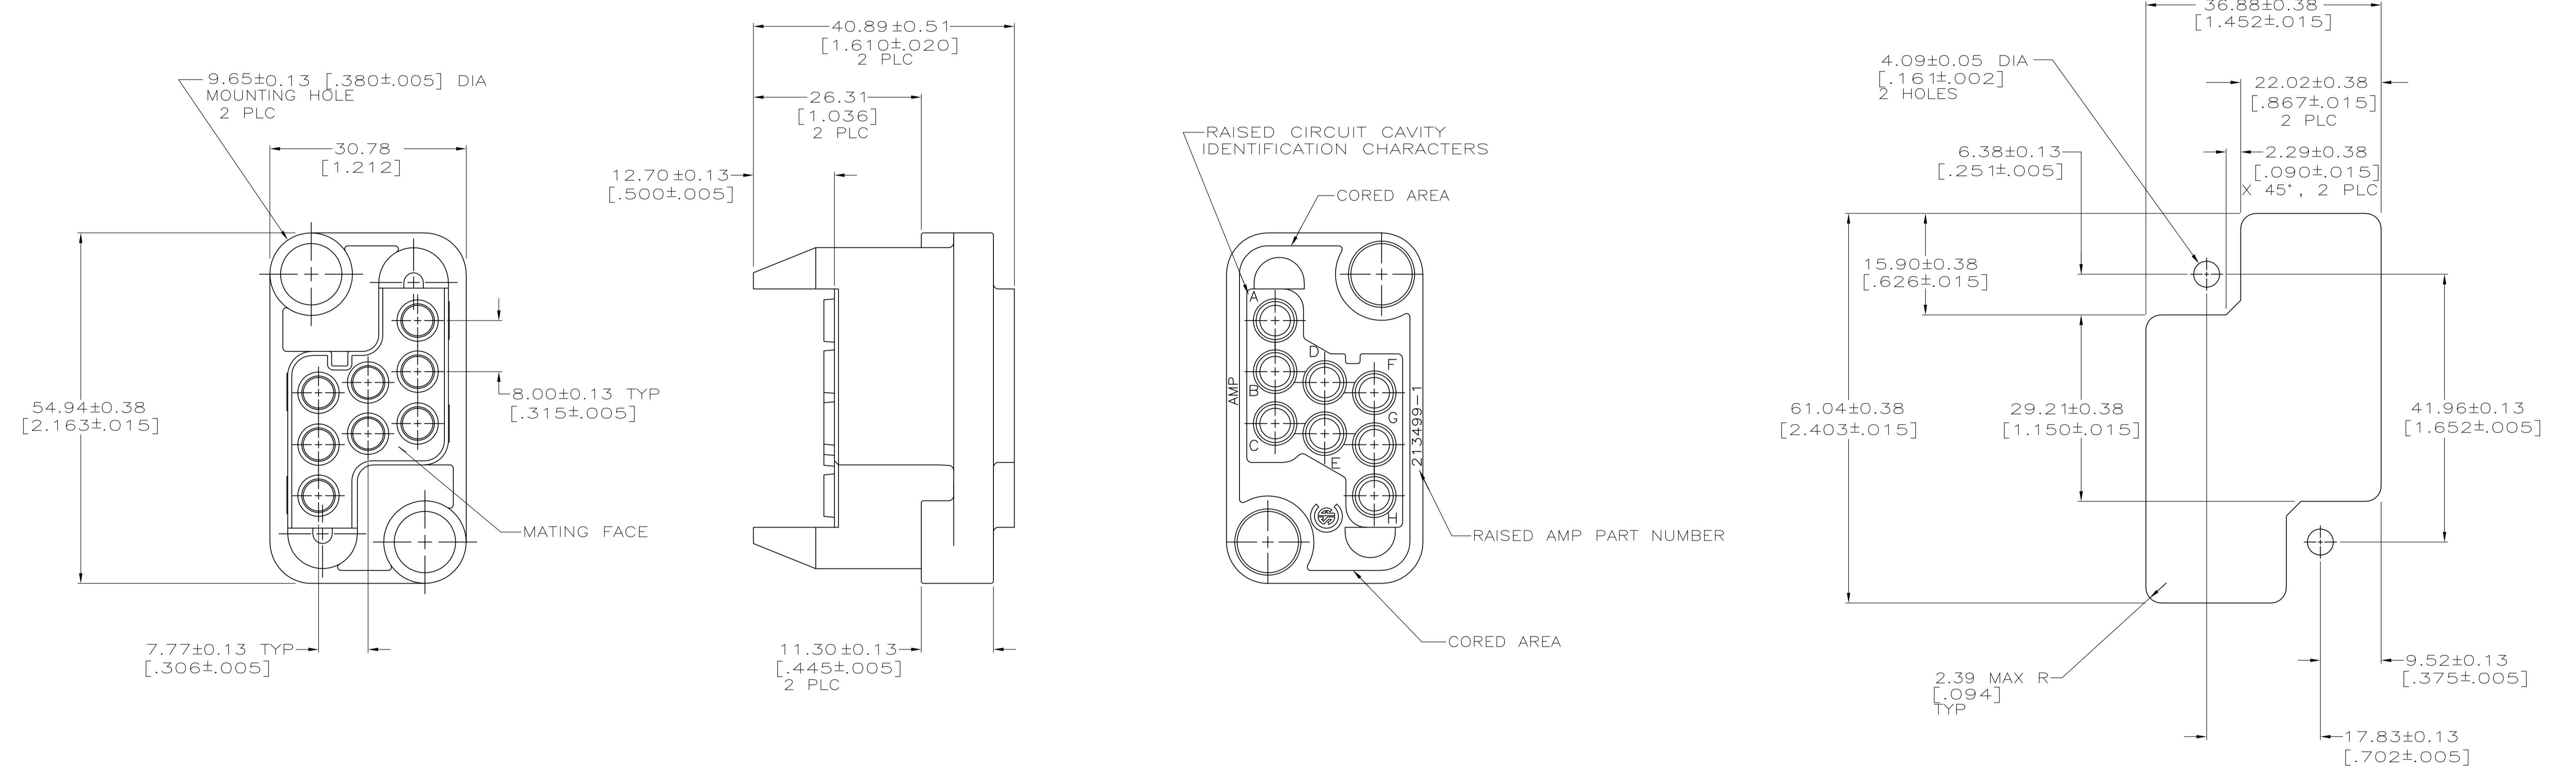 9.65±0.13 [.380±.005] DIA
MOUNTING HOLE
2 PLC
30.78
[1.212]
54.94±0.38
[2.163±.015]
8.00±0.13 TYP
[.315±.005]
MATING FACE
7.77±0.13 TYP
[.306±.005]
40.89±0.51
[1.610±.020]
2 PLC
26.31
[1.036]
2 PLC
12.70±0.13
[.500±.005]
11.30±0.13
[.445±.005]
2 PLC
RAISED CIRCUIT CAVITY
IDENTIFICATION CHARACTERS
CORED AREA
A
D
F
B
AMP
G
C
E
H
213499-1
RAISED AMP PART NUMBER
CORED AREA
36.88±0.38
[1.452±.015]
4.09±0.05 DIA
[.161±.002]
2 HOLES
22.02±0.38
[.867±.015]
2 PLC
6.38±0.13
[.251±.005]
2.29±0.38
[.090±.015]
X 45°, 2 PLC
15.90±0.38
[.626±.015]
61.04±0.38
[2.403±.015]
29.21±0.38
[1.150±.015]
41.96±0.13
[1.652±.005]
2.39 MAX R
[.094]
TYP
9.52±0.13
[.375±.005]
17.83±0.13
[.702±.005]